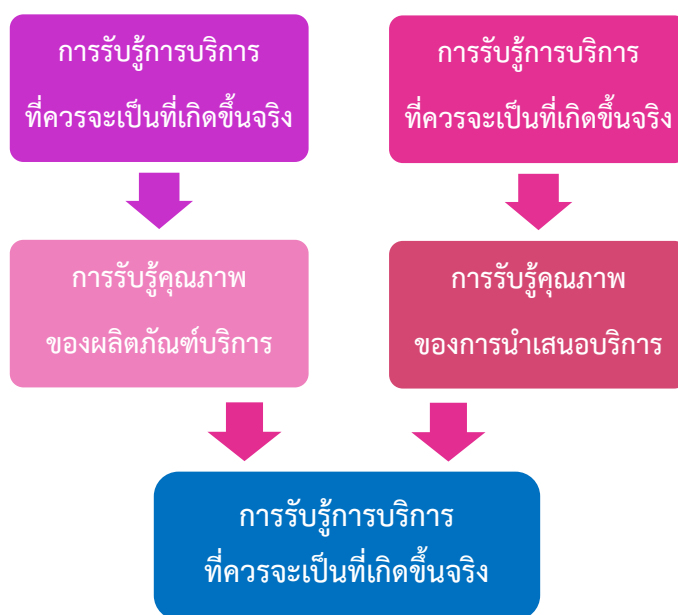 การรับรู้การบริการ
ที่ควรจะเป็นที่เกิดขึ้นจริง
การรับรู้การบริการ
ที่ควรจะเป็นที่เกิดขึ้นจริง
การรับรู้คุณภาพ
ของผลิตภัณฑ์บริการ
การรับรู้คุณภาพ
ของการนำเสนอบริการ
การรับรู้การบริการ
ที่ควรจะเป็นที่เกิดขึ้นจริง